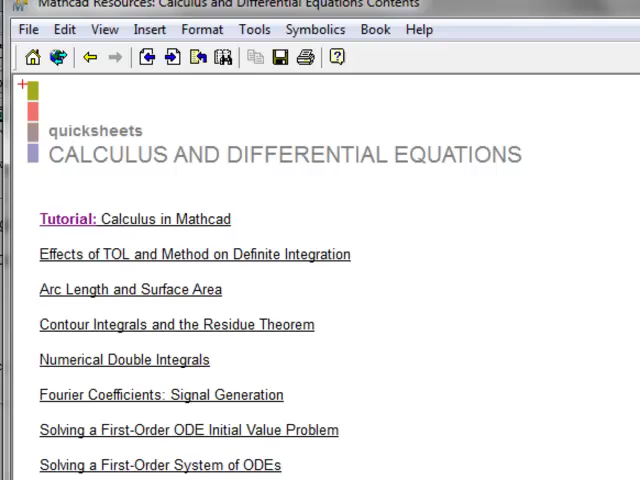 Mathcad Resources: Calculus and Differential Equations Contents
File Edit View Insert Format Tools Symbolics Book Help
quicksheets
CALCULUS AND DIFFERENTIAL EQUATIONS
Tutorial: Calculus in Mathcad
Effects of TOL and Method on Definite Integration
Arc Length and Surface Area
Contour Integrals and the Residue Theorem
Numerical Double Integrals
Fourier Coefficients: Signal Generation
Solving a First-Order ODE Initial Value Problem
Solving a First-Order System of ODEs